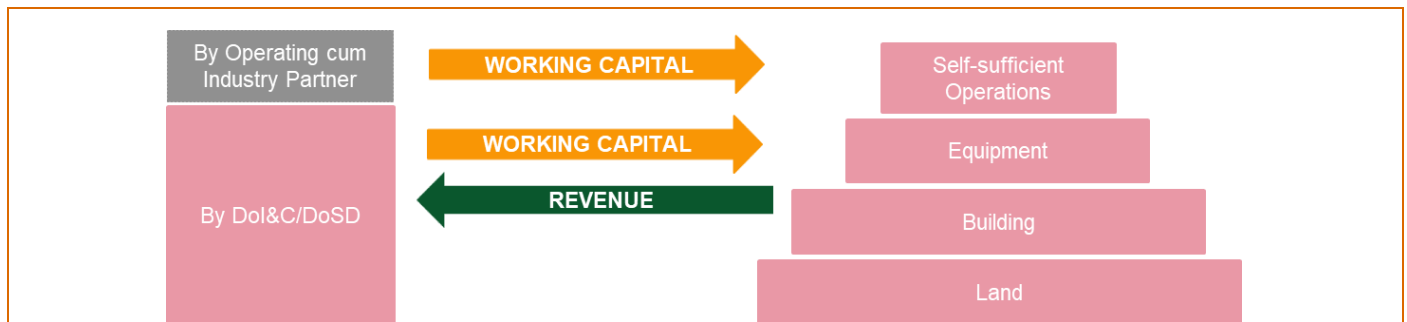 By Operating cum
Industry Partner
WORKING CAPITAL
Self-sufficient
Operations
WORKING CAPITAL
Equipment
By DoI&C/DoSD
REVENUE
Building
Land